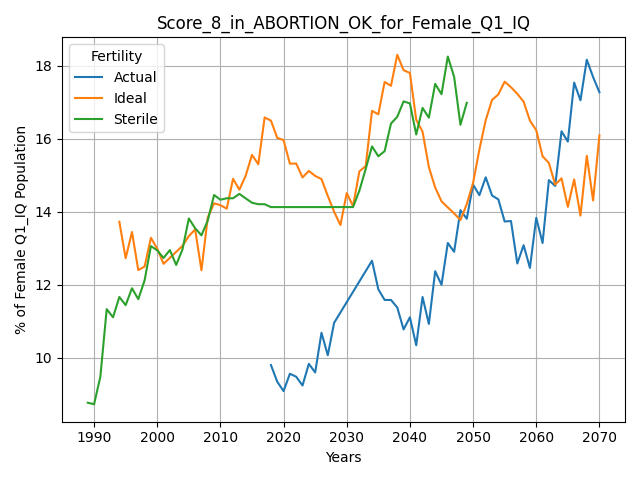 Score_8_in_ABORTION_OK_for_Female_Q1_IQ
Fertility
Actual
Ideal
Sterile
% of Female Q1_IQ Population
18
16
14
12
10
1990 2000 2010 2020 2030 2040 2050 2060 2070
Years